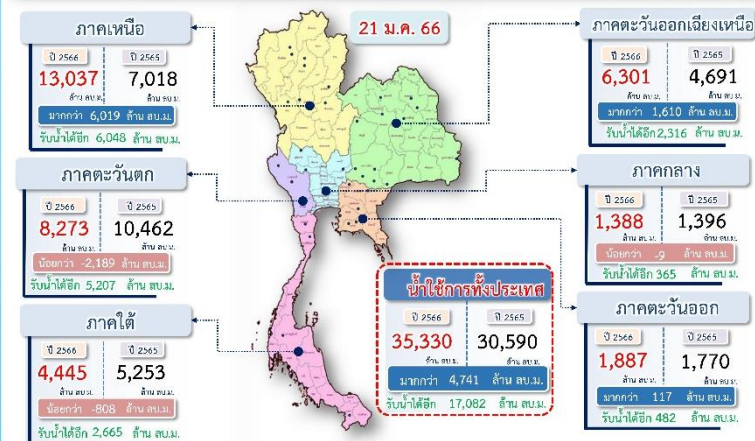 21 ม.ค. 66
ภาคเหนือ
ปี 2566 ปี 2565
13,037 7,018
ล้าน ลบ.ม. ล้าน ลบ.ม.
มากกว่า 6,019 ล้าน ลบ.ม.
รับน้ำได้อีก 6,048 ล้าน ลบ.ม.
ภาคตะวันตก
ปี 2566 ปี 2565
8,273 10,462
ล้าน ลบ.ม. ล้าน ลบ.ม.
น้อยกว่า -2,189 ล้าน ลบ.ม.
รับน้ำได้อีก 5,207 ล้าน ลบ.ม.
ภาคใต้
ปี 2566 ปี 2565
4,445 5,253
ล้าน ลบ.ม. ล้าน ลบ.ม.
น้อยกว่า -808 ล้าน ลบ.ม.
รับน้ำได้อีก 2,665 ล้าน ลบ.ม.
น้ำใช้การทั้งประเทศ
ปี 2566 ปี 2565
35,330 30,590
ล้าน ลบ.ม. ล้าน ลบ.ม.
มากกว่า 4,741 ล้าน ลบ.ม.
รับน้ำได้อีก 17,082 ล้าน ลบ.ม.
ภาคตะวันออกเฉียงเหนือ
ปี 2566 ปี 2565
6,301 4,691
ล้าน ลบ.ม. ล้าน ลบ.ม.
มากกว่า 1,610 ล้าน ลบ.ม.
รับน้ำได้อีก 2,316 ล้าน ลบ.ม.
ภาคกลาง
ปี 2566 ปี 2565
1,388 1,396
ล้าน ลบ.ม. ล้าน ลบ.ม.
น้อยกว่า -9 ล้าน ลบ.ม.
รับน้ำได้อีก 365 ล้าน ลบ.ม.
ภาคตะวันออก
ปี 2566 ปี 2565
1,887 1,770
ล้าน ลบ.ม. ล้าน ลบ.ม.
มากกว่า 117 ล้าน ลบ.ม.
รับน้ำได้อีก 482 ล้าน ลบ.ม.